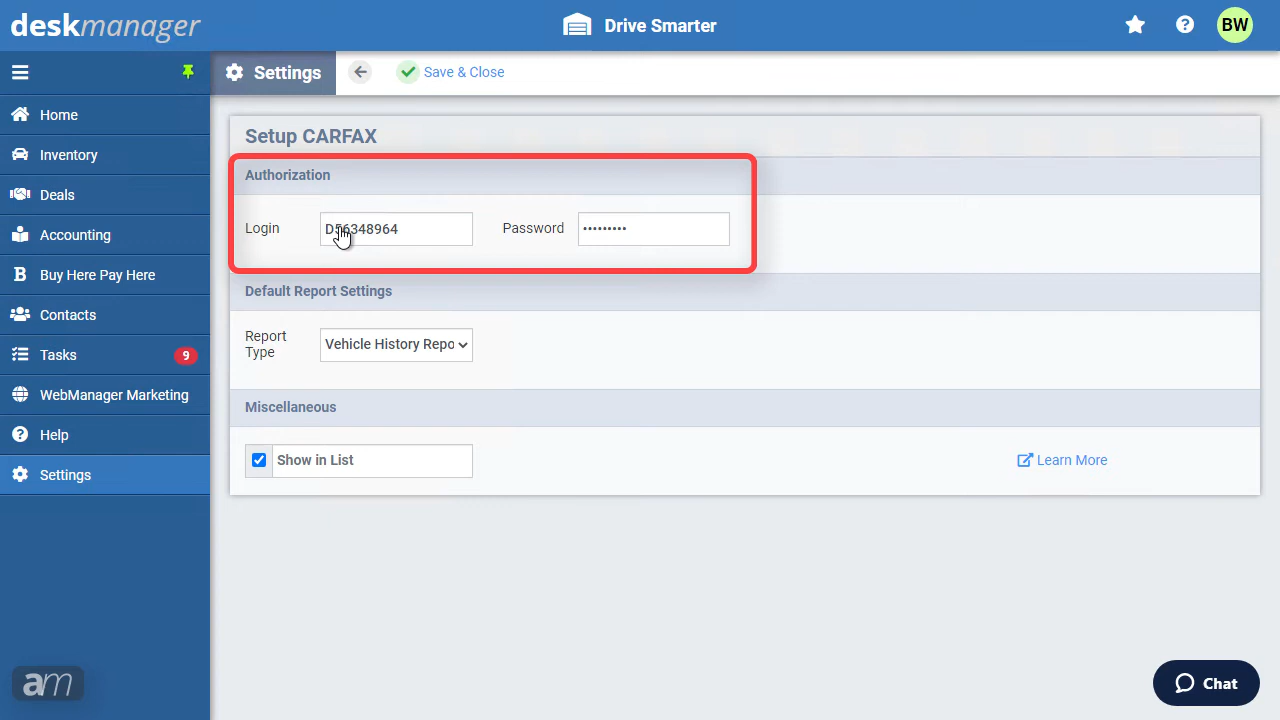 deskmanager
Drive Smarter
BW
Settings
Save & Close
Home
Inventory
Deals
Accounting
Buy Here Pay Here
Contacts
Tasks 9
WebManager Marketing
Help
Settings
Setup CARFAX
Authorization
Login D56348964 Password •••••••••
Default Report Settings
Report
Type
Vehicle History Repo
Miscellaneous
Show in List
Learn More
am
Chat